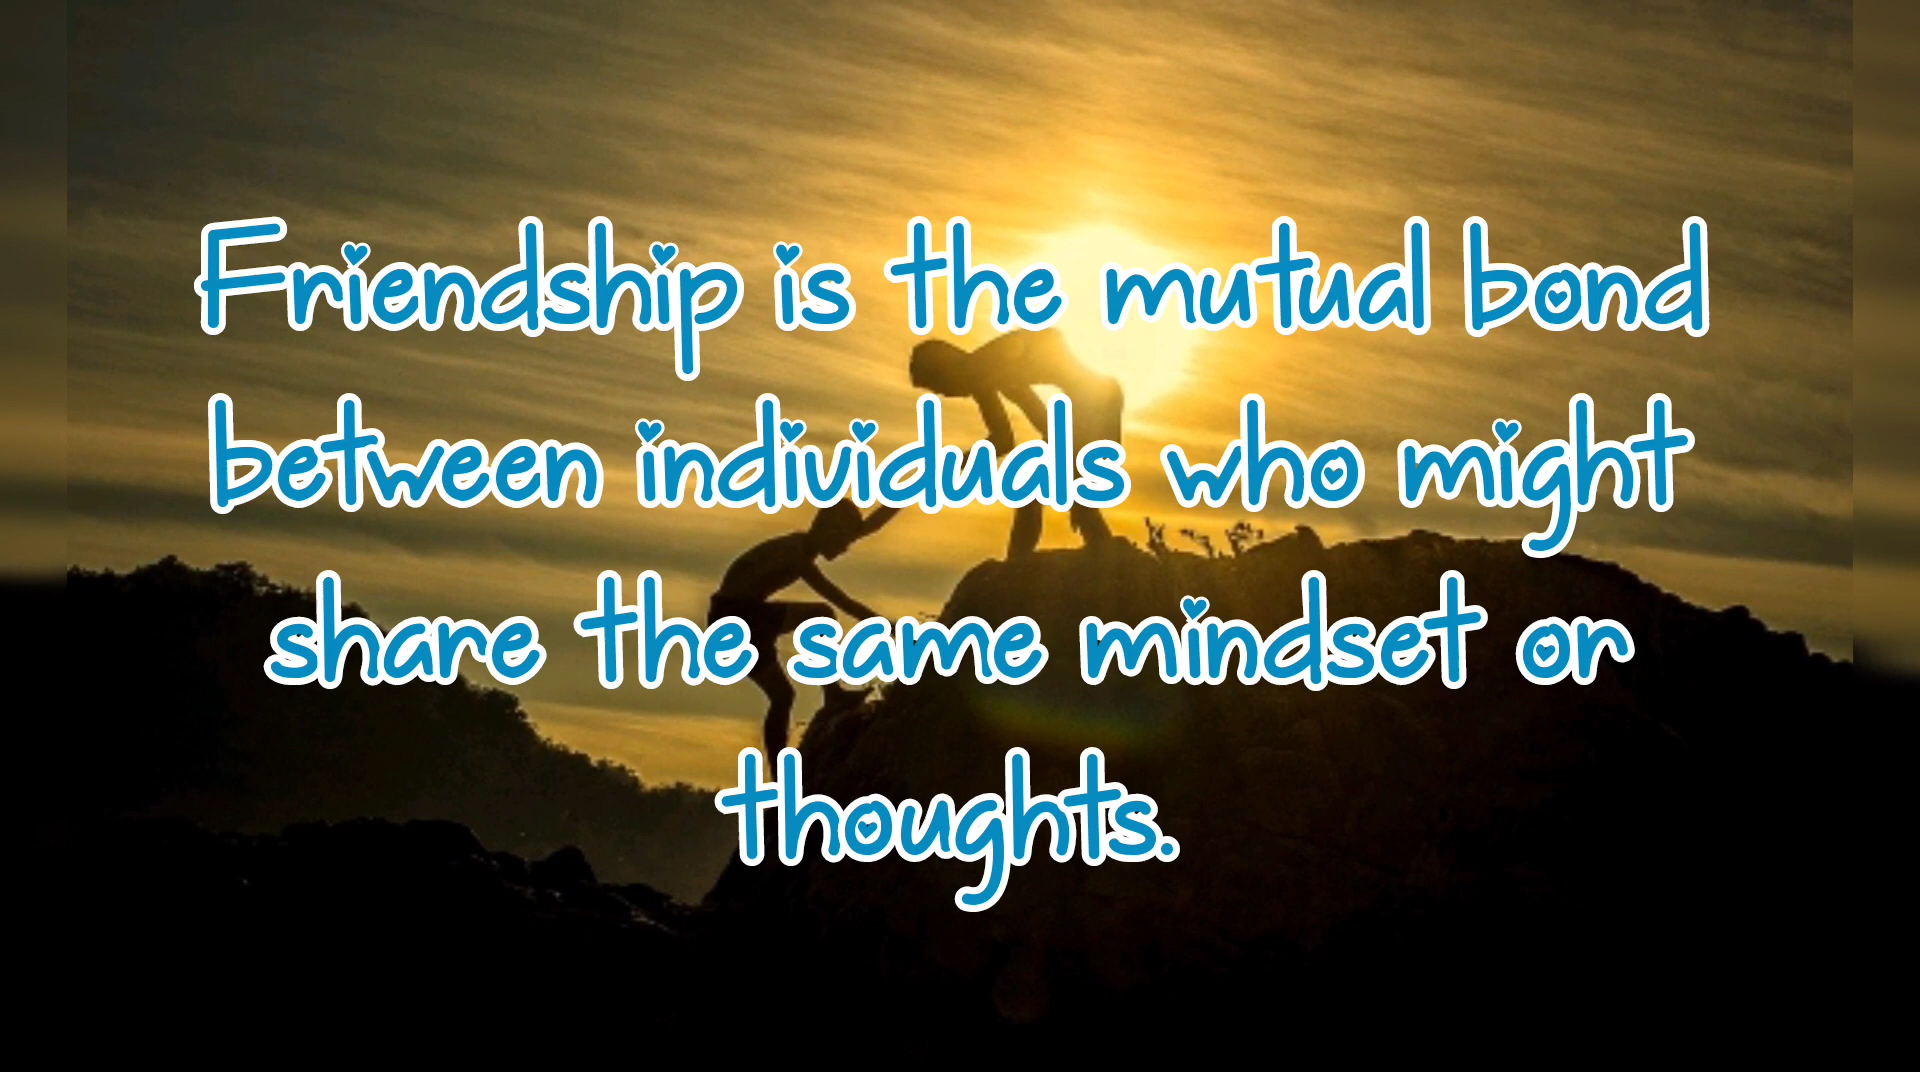 Friendship is the mutual bond
between individuals who might
share the same mindset or
thoughts.